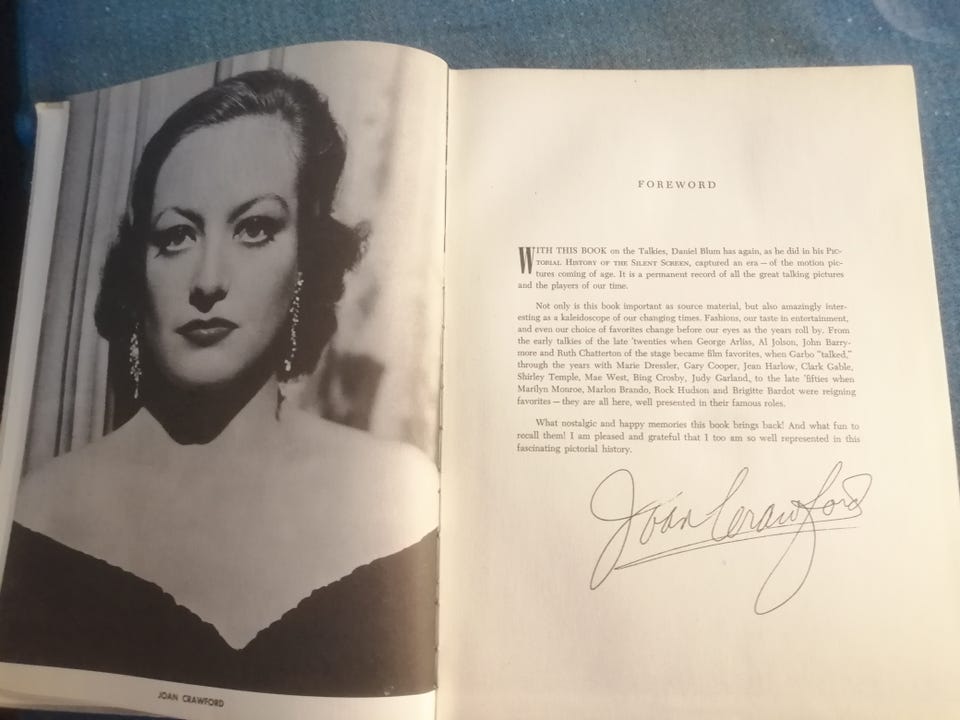 JOAN CRAWFORD
FOREWORD
WITH THIS BOOK on the Talkies, Daniel Blum has again, as he did in his PIC-
TORIAL HISTORY OF THE SILENT SCREEN, captured an era — of the motion pic-
tures coming of age. It is a permanent record of all the great talking pictures
and the players of our time.
Not only is this book important as source material, but also amazingly inter-
esting as a kaleidoscope of our changing times. Fashions, our taste in entertainment,
and even our choice of favorites change before our eyes as the years roll by. From
the early talkies of the late 'twenties when George Arliss, Al Jolson, John Barry-
more and Ruth Chatterton of the stage became film favorites, when Garbo "talked,"
through the years with Marie Dressler, Gary Cooper, Jean Harlow, Clark Gable,
Shirley Temple, Mae West, Bing Crosby, Judy Garland, to the late 'fifties when
Marilyn Monroe, Marlon Brando, Rock Hudson and Brigitte Bardot were reigning
favorites — they are all here, well presented in their famous roles.
What nostalgic and happy memories this book brings back! And what fun to
recall them! I am pleased and grateful that I too am so well represented in this
fascinating pictorial history.
Joan Crawford